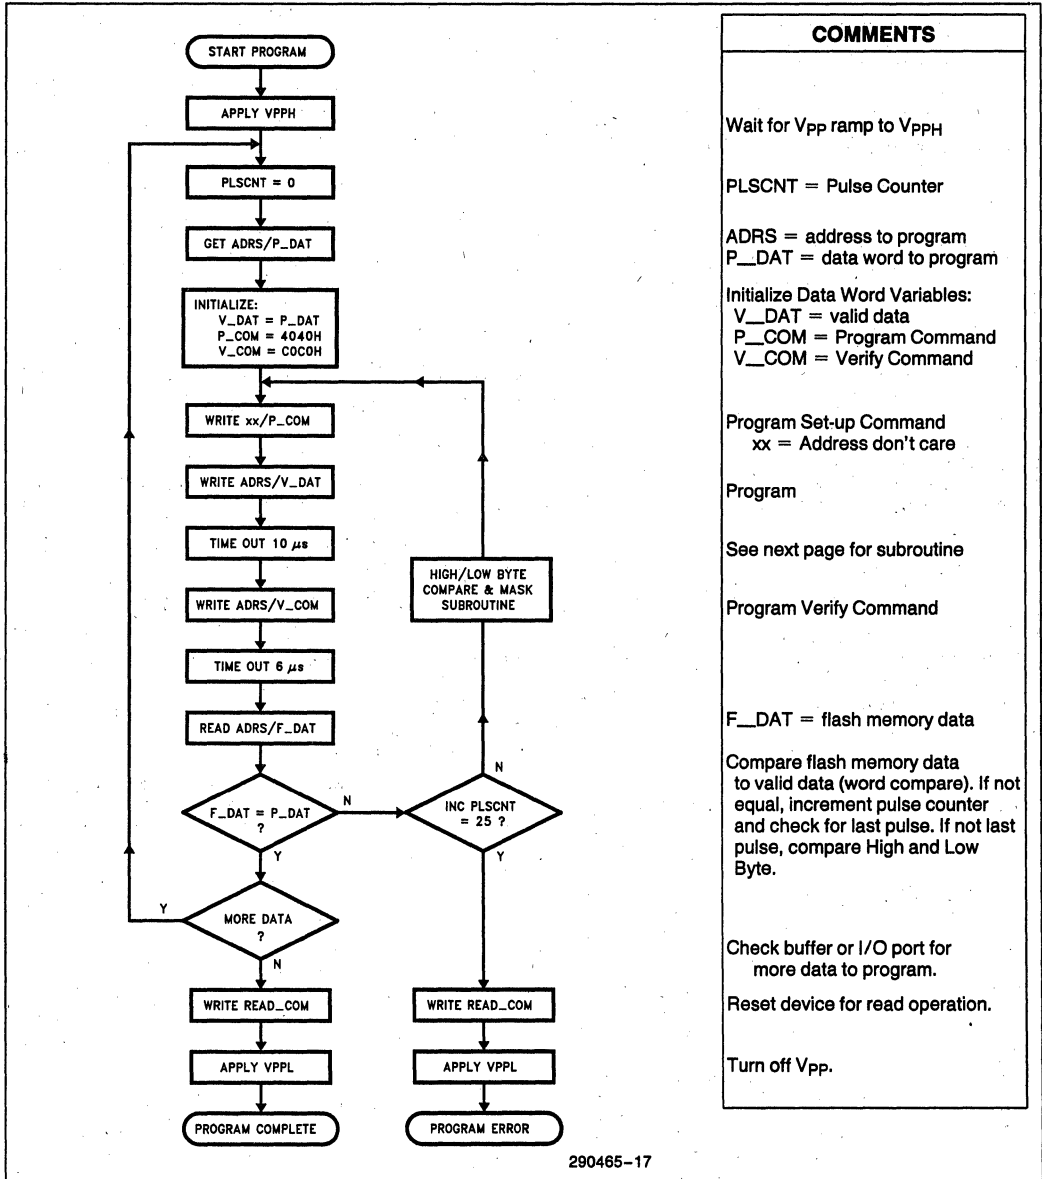 START PROGRAM
APPLY VPPH
PLSCNT = 0
GET ADRS/P_DAT
INITIALIZE:
V_DAT = P_DAT
P_COM = 4040H
V_COM = C0C0H
WRITE xx/P_COM
WRITE ADRS/V_DAT
TIME OUT 10 μs
WRITE ADRS/V_COM
TIME OUT 6 μs
READ ADRS/F_DAT
F_DAT = P_DAT
?
N
Y
MORE DATA
?
Y
N
WRITE READ_COM
APPLY VPPL
PROGRAM COMPLETE
HIGH/LOW BYTE
COMPARE & MASK
SUBROUTINE
N
INC PLSCNT
= 25 ?
Y
WRITE READ_COM
APPLY VPPL
PROGRAM ERROR
COMMENTS
Wait for VPP ramp to VPPH
PLSCNT = Pulse Counter
ADRS = address to program
P__DAT = data word to program
Initialize Data Word Variables:
V__DAT = valid data
P__COM = Program Command
V__COM = Verify Command
Program Set-up Command
xx = Address don't care
Program
See next page for subroutine
Program Verify Command
F__DAT = flash memory data
Compare flash memory data
to valid data (word compare). If not
equal, increment pulse counter
and check for last pulse. If not last
pulse, compare High and Low
Byte.
Check buffer or I/O port for
more data to program.
Reset device for read operation.
Turn off VPP.
290465-17